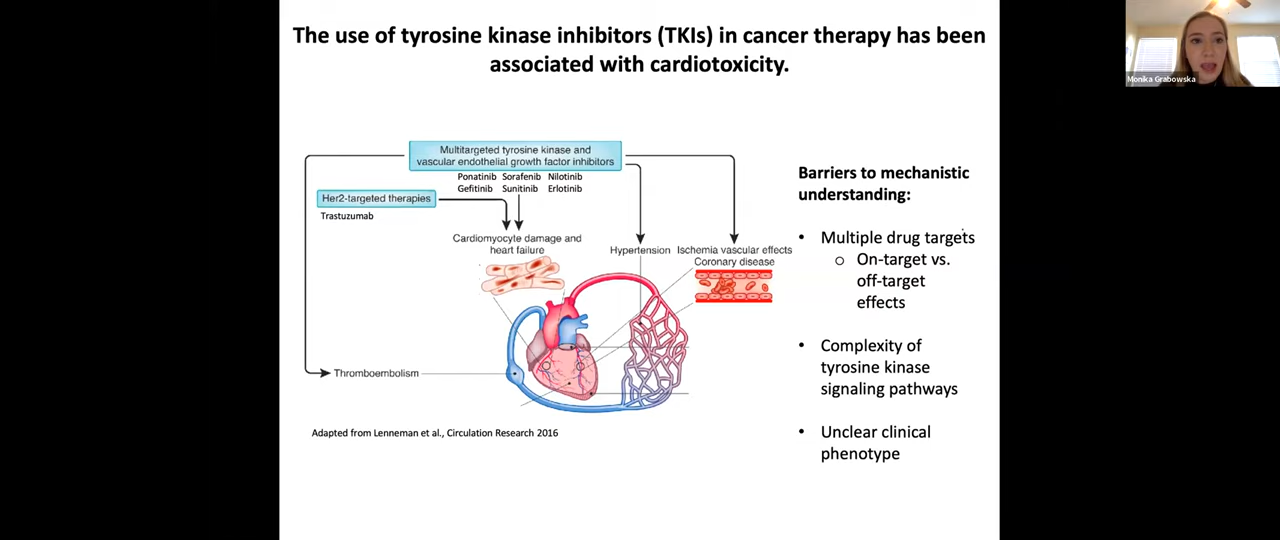 The use of tyrosine kinase inhibitors (TKIs) in cancer therapy has been
associated with cardiotoxicity.
Monika Grabowska
Multitargeted tyrosine kinase and
vascular endothelial growth factor inhibitors
Ponatinib Sorafenib Nilotinib
Gefitinib Sunitinib Erlotinib
Her2-targeted therapies
Trastuzumab
Cardiomyocyte damage and
heart failure
Hypertension
Ischemia vascular effects
Coronary disease
Thromboembolism
Adapted from Lenneman et al., Circulation Research 2016
Barriers to mechanistic
understanding:
• Multiple drug targets
o On-target vs.
off-target
effects
• Complexity of
tyrosine kinase
signaling pathways
• Unclear clinical
phenotype